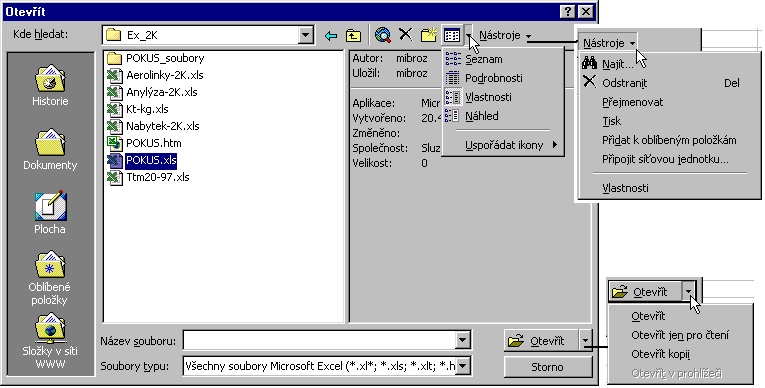 Otevřít
Kde hledat:
Ex_2K
Nástroje
Historie
Dokumenty
Plocha
Oblíbené
položky
Složky v síti
WWW
POKUS_soubory
Aerolinky-2K.xls
Anylýza-2K.xls
Kt-kg.xls
Nabytek-2K.xls
POKUS.htm
POKUS.xls
Ttm20-97.xls
Autor: mibroz
Uložil: mibroz
Aplikace: Micr
Vytvořeno: 20.4
Změněno:
Společnost: Sluz
Velikost: 0
Seznam
Podrobnosti
Vlastnosti
Náhled
Uspořádat ikony
Nástroje
Najít...
Odstranit Del
Přejmenovat
Tisk
Přidat k oblíbeným položkám
Připojit síťovou jednotku...
Vlastnosti
Název souboru:
Otevřít
Soubory typu:
Všechny soubory Microsoft Excel (*.xl*; *.xls; *.xlt; *.h
Storno
Otevřít
Otevřít
Otevřít jen pro čtení
Otevřít kopii
Otevřít v prohlížeči